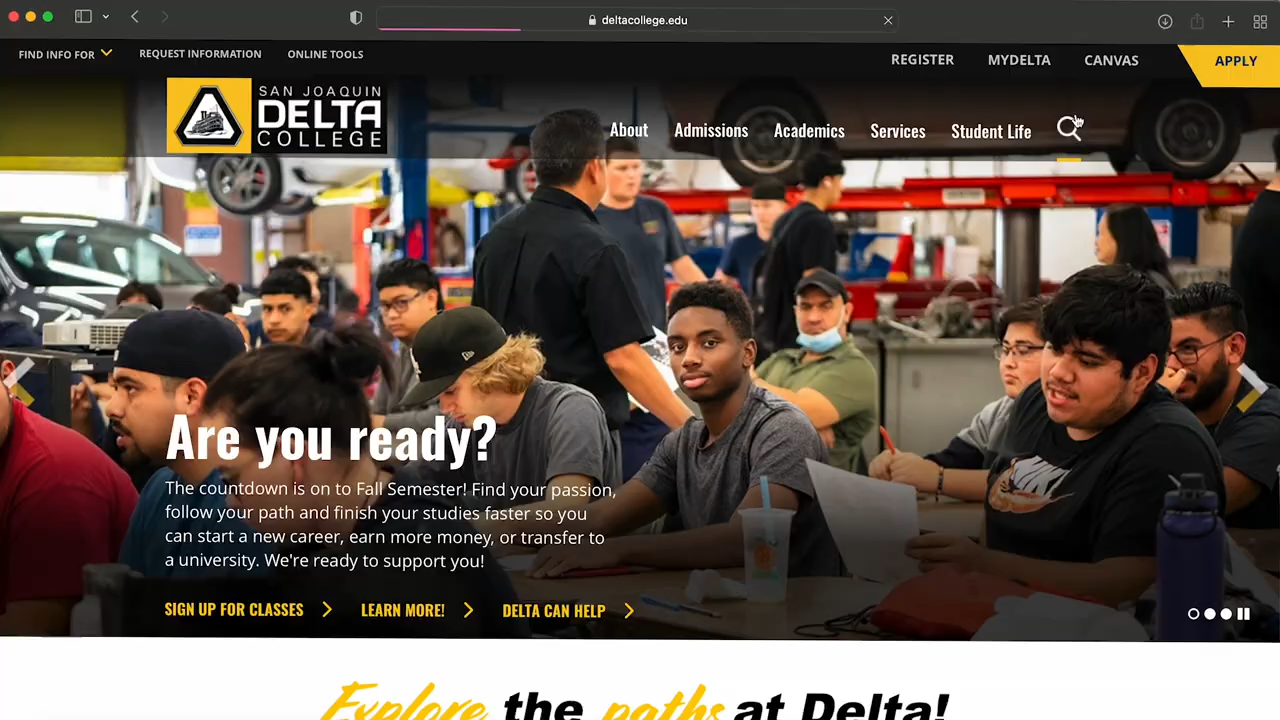 deltacollege.edu
FIND INFO FOR
REQUEST INFORMATION
ONLINE TOOLS
REGISTER
MYDELTA
CANVAS
APPLY
SAN JOAQUIN
DELTA
COLLEGE
About
Admissions
Academics
Services
Student Life
Are you ready?
The countdown is on to Fall Semester! Find your passion,
follow your path and finish your studies faster so you
can start a new career, earn more money, or transfer to
a university. We're ready to support you!
SIGN UP FOR CLASSES
LEARN MORE!
DELTA CAN HELP
Explore the paths at Delta!